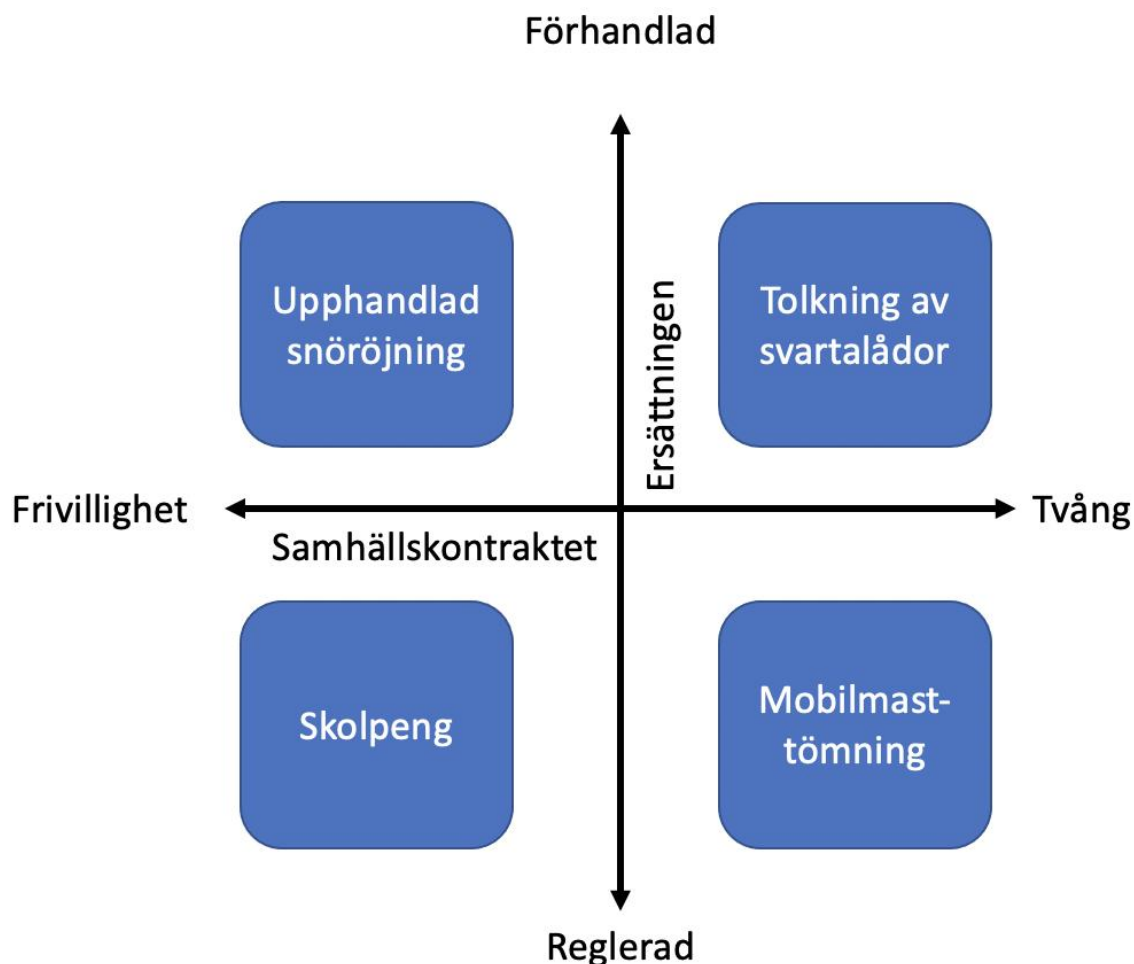 Förhandlad
Upphandlad
snöröjning
Ersättningen
Tolkning av
svartalådor
Frivillighet
Tvång
Samhällskontraktet
Skolpeng
Mobilmast-
tömning
Reglerad